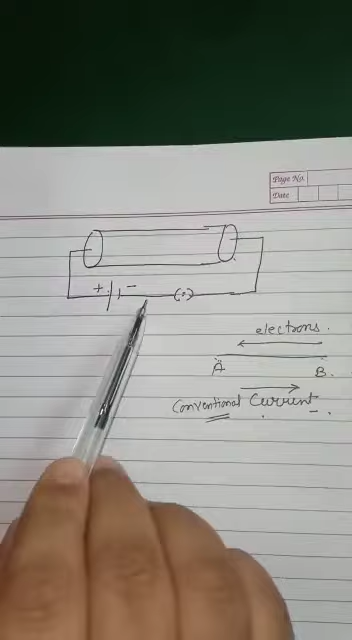 Page No.
Date
+ -
(·)
electrons.
A B.
Conventional Current.